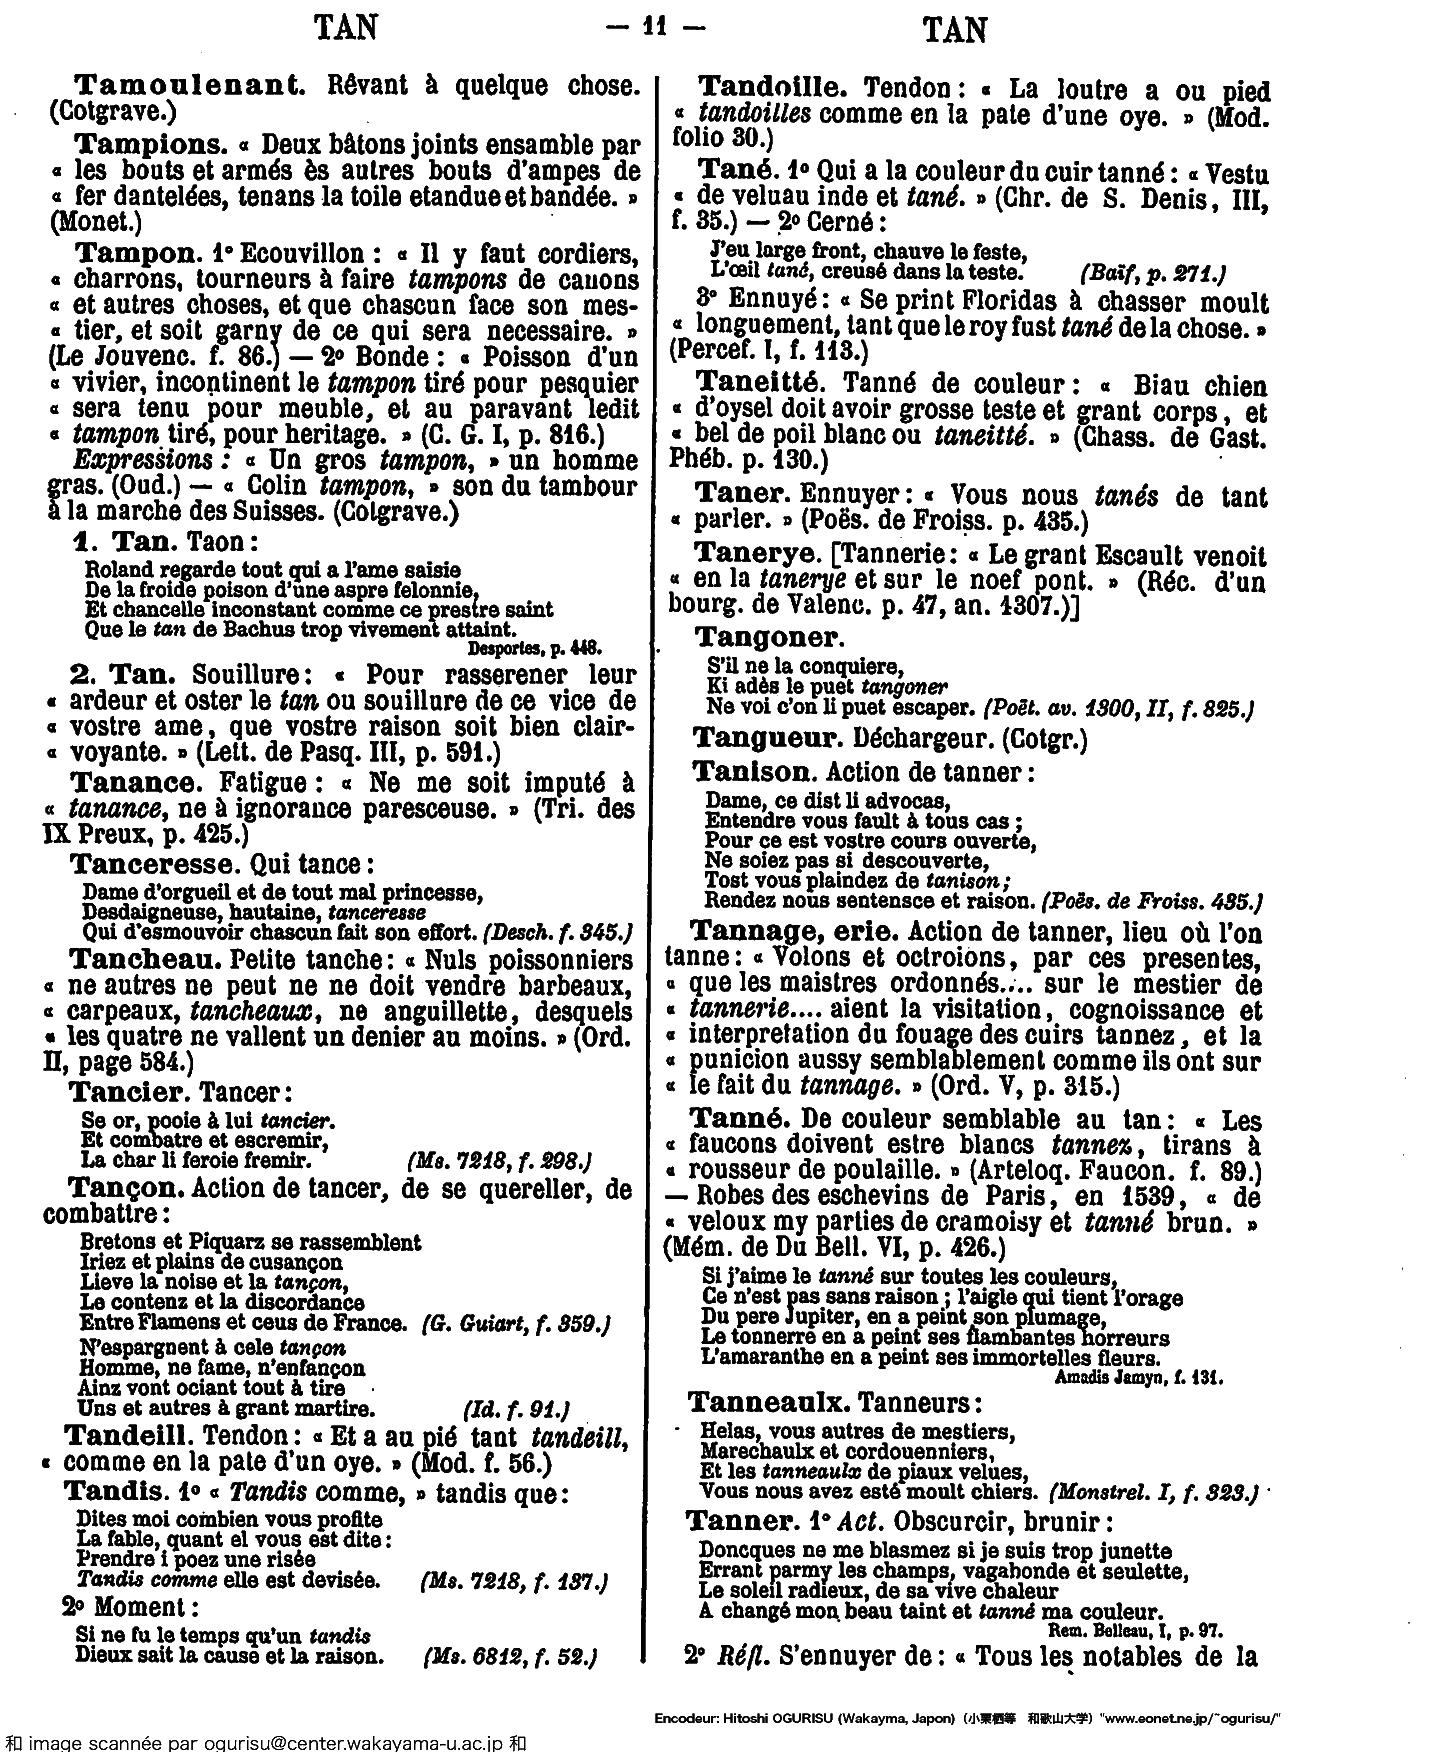 TAN — 11 — TAN
Tamoulenant. Rêvant à quelque chose.
(Cotgrave.)
Tampions. « Deux bâtons joints ensamble par
« les bouts et armés ès autres bouts d'ampes de
« fer dantelées, tenans la toile etandue et bandée. »
(Monet.)
Tampon. 1° Ecouvillon : « Il y faut cordiers,
« charrons, tourneurs à faire tampons de canons
« et autres choses, et que chascun face son mes-
« tier, et soit garny de ce qui sera necessaire. »
(Le Jouvenc. f. 86.) — 2° Bonde : « Poisson d'un
« vivier, incontinent le tampon tiré pour pesquier
« sera tenu pour meuble, et au paravant ledit
« tampon tiré, pour heritage. » (C. G. I, p. 816.)
Expressions : « Un gros tampon, » un homme
gras. (Oud.) — « Colin tampon, » son du tambour
à la marche des Suisses. (Cotgrave.)
1. Tan. Taon :
Roland regarde tout qui a l'ame saisie
De la froide poison d'une aspre felonnie,
Et chancelle inconstant comme ce prestre saint
Que le tan de Bachus trop vivement attaint.
Desportes, p. 448.
2. Tan. Souillure : « Pour rasserener leur
« ardeur et oster le tan ou souillure de ce vice de
« vostre ame, que vostre raison soit bien clair-
« voyante. » (Lett. de Pasq. III, p. 591.)
Tanance. Fatigue : « Ne me soit imputé à
« tanance, ne à ignorance paresceuse. » (Tri. des
IX Preux, p. 425.)
Tanceresse. Qui tance :
Dame d'orgueil et de tout mal princesse,
Desdaigneuse, hautaine, tanceresse
Qui d'esmouvoir chascun fait son effort. (Desch. f. 345.)
Tancheau. Petite tanche : « Nuls poissonniers
« ne autres ne peut ne ne doit vendre barbeaux,
« carpeaux, tancheaux, ne anguillette, desquels
« les quatre ne vallent un denier au moins. » (Ord.
II, page 584.)
Tancier. Tancer :
Se or, pooie à lui tancier.
Et combatre et escremir,
La char li feroie fremir. (Ms. 7218, f. 298.)
Tançon. Action de tancer, de se quereller, de
combattre :
Bretons et Piquarz se rassemblent
Iriez et plains de cusançon
Lieve la noise et la tançon,
Le contenz et la discordance
Entre Flamens et ceus de France. (G. Guiart, f. 359.)
N'espargnent à cele tançon
Homme, ne fame, n'enfançon
Ainz vont ociant tout à tire
Uns et autres à grant martire. (Id. f. 91.)
Tandeill. Tendon : « Et a au pié tant tandeill,
« comme en la pate d'un oye. » (Mod. f. 56.)
Tandis. 1° « Tandis comme, » tandis que :
Dites moi combien vous profite
La fable, quant el vous est dite :
Prendre i poez une risée
Tandis comme elle est devisée. (Ms. 7218, f. 137.)
2° Moment :
Si ne fu le temps qu'un tandis
Dieux sait la cause et la raison. (Ms. 6812, f. 52.)
Tandoille. Tendon : « La loutre a ou pied
« tandoilles comme en la pate d'une oye. » (Mod.
folio 30.)
Tané. 1° Qui a la couleur du cuir tanné : « Vestu
« de veluau inde et tané. » (Chr. de S. Denis, III,
f. 35.) — 2° Cerné :
J'eu large front, chauve le feste,
L'œil tané, creusé dans la teste. (Baïf, p. 271.)
3° Ennuyé : « Se print Floridas à chasser moult
« longuement, tant que le roy fust tané de la chose. »
(Percef. I, f. 113.)
Taneitté. Tanné de couleur : « Biau chien
« d'oysel doit avoir grosse teste et grant corps, et
« bel de poil blanc ou taneitté. » (Chass. de Gast.
Phéb. p. 130.)
Taner. Ennuyer : « Vous nous tanés de tant
« parler. » (Poës. de Froiss. p. 435.)
Tanerye. [Tannerie : « Le grant Escault venoit
« en la tanerye et sur le noef pont. » (Réc. d'un
bourg. de Valenc. p. 47, an. 1307.)]
Tangoner.
S'il ne la conquiere,
Ki adès le puet tangoner
Ne voi c'on li puet escaper. (Poët. av. 1300, II, f. 825.)
Tangueur. Déchargeur. (Cotgr.)
Tanison. Action de tanner :
Dame, ce dist li advocas,
Entendre vous fault à tous cas ;
Pour ce est vostre cours ouverte,
Ne soiez pas si descouverte,
Tost vous plaindez de tanison ;
Rendez nous sentensce et raison. (Poës. de Froiss. 435.)
Tannage, erie. Action de tanner, lieu où l'on
tanne : « Volons et octroions, par ces presentes,
« que les maistres ordonnés.... sur le mestier de
« tannerie.... aient la visitation, cognoissance et
« interpretation du fouage des cuirs tannez, et la
« punicion aussy semblablement comme ils ont sur
« le fait du tannage. » (Ord. V, p. 315.)
Tanné. De couleur semblable au tan : « Les
« faucons doivent estre blancs tannez, tirans à
« rousseur de poulaille. » (Arteloq. Faucon. f. 89.)
— Robes des eschevins de Paris, en 1539, « de
« veloux my parties de cramoisy et tanné brun. »
(Mém. de Du Bell. VI, p. 426.)
Si j'aime le tanné sur toutes les couleurs,
Ce n'est pas sans raison ; l'aigle qui tient l'orage
Du pere Jupiter, en a peint son plumage,
Le tonnerre en a peint ses flambantes horreurs
L'amaranthe en a peint ses immortelles fleurs.
Amadis Jamyn, f. 131.
Tanneaulx. Tanneurs :
Helas, vous autres de mestiers,
Marechaulx et cordouenniers,
Et les tanneaulx de piaux velues,
Vous nous avez esté moult chiers. (Monstrel. I, f. 323.)
Tanner. 1° Act. Obscurcir, brunir :
Doncques ne me blasmez si je suis trop junette
Errant parmy les champs, vagabonde et seulette,
Le soleil radieux, de sa vive chaleur
A changé mon beau taint et tanné ma couleur.
Rem. Belleau, I, p. 97.
2° Réfl. S'ennuyer de : « Tous les notables de la
Encodeur: Hitoshi OGURISU (Wakayma, Japon) (小栗栖等 和歌山大学) "www.eonet.ne.jp/~ogurisu/"
和 image scannée par ogurisu@center.wakayama-u.ac.jp 和